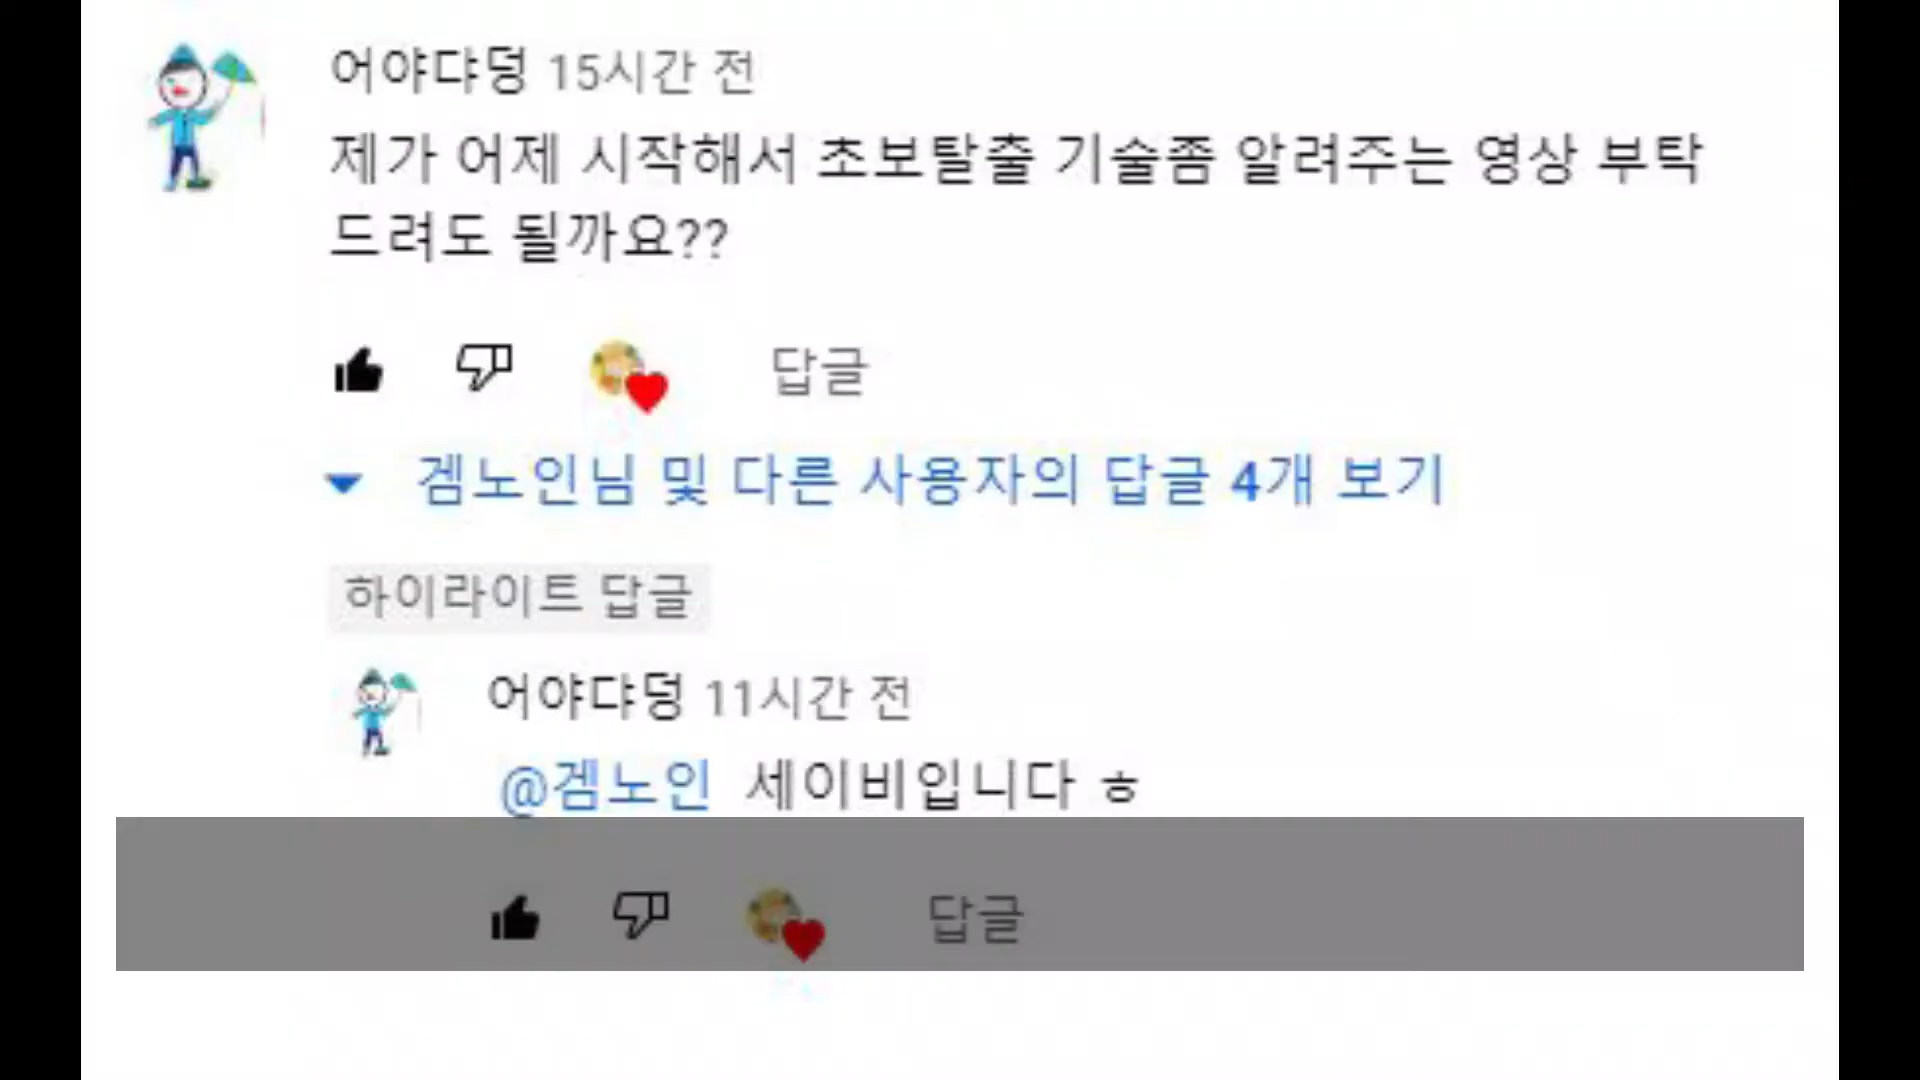 어야댜덩 15시간 전
제가 어제 시작해서 초보탈출 기술좀 알려주는 영상 부탁
드려도 될까요??
답글
겜노인님 및 다른 사용자의 답글 4개 보기
하이라이트 답글
어야댜덩 11시간 전
@겜노인 세이비입니다 ㅎ
답글